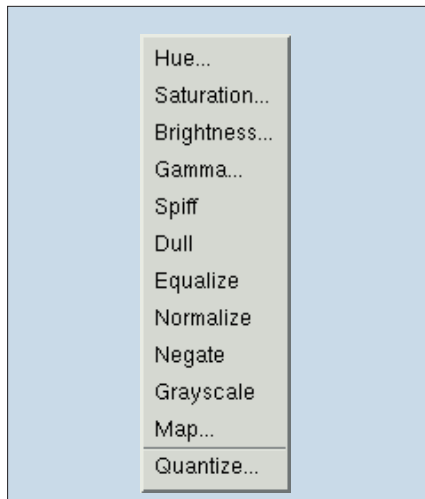 Hue...
Saturation...
Brightness...
Gamma...
Spiff
Dull
Equalize
Normalize
Negate
Grayscale
Map...
Quantize...